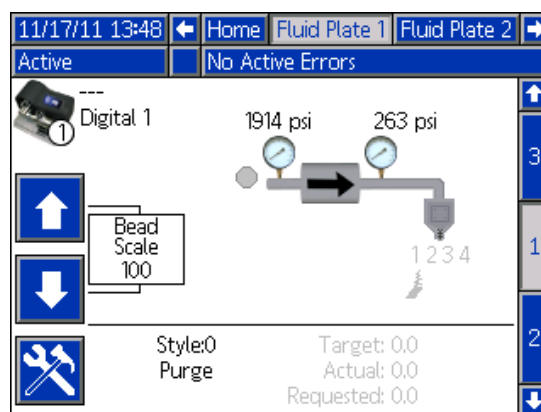 11/17/11 13:48 Home Fluid Plate 1 Fluid Plate 2
Active No Active Errors
---
Digital 1
1
1914 psi 263 psi
3
Bead
Scale
100
1 2 3 4
1
Style:0 Target: 0.0
2
Purge Actual: 0.0
Requested: 0.0